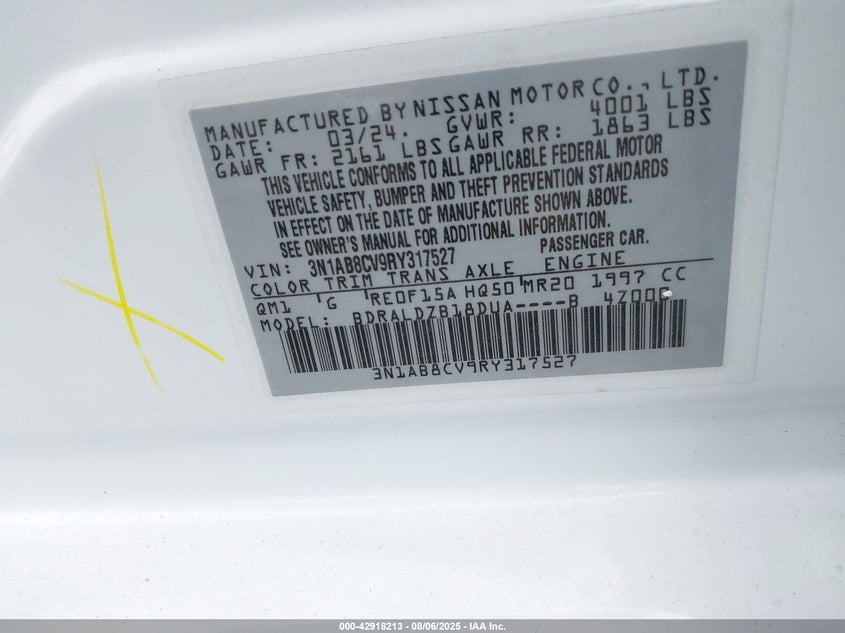 MANUFACTURED BY NISSAN MOTOR CO., LTD.
DATE: 03/24. GVWR: 4001 LBS
GAWR FR: 2161 LBS GAWR RR: 1863 LBS
THIS VEHICLE CONFORMS TO ALL APPLICABLE FEDERAL MOTOR
VEHICLE SAFETY, BUMPER AND THEFT PREVENTION STANDARDS
IN EFFECT ON THE DATE OF MANUFACTURE SHOWN ABOVE.
SEE OWNER'S MANUAL FOR ADDITIONAL INFORMATION.
VIN: 3N1AB8CV9RY317527 PASSENGER CAR.
COLOR TRIM TRANS AXLE ENGINE
QM1 G RE0F15A HQ50 MR20 1997 CC
MODEL: BDRALDZB18DUA----B
3N1AB8CV9RY317527
000-42918213 - 08/06/2025 - IAA Inc.